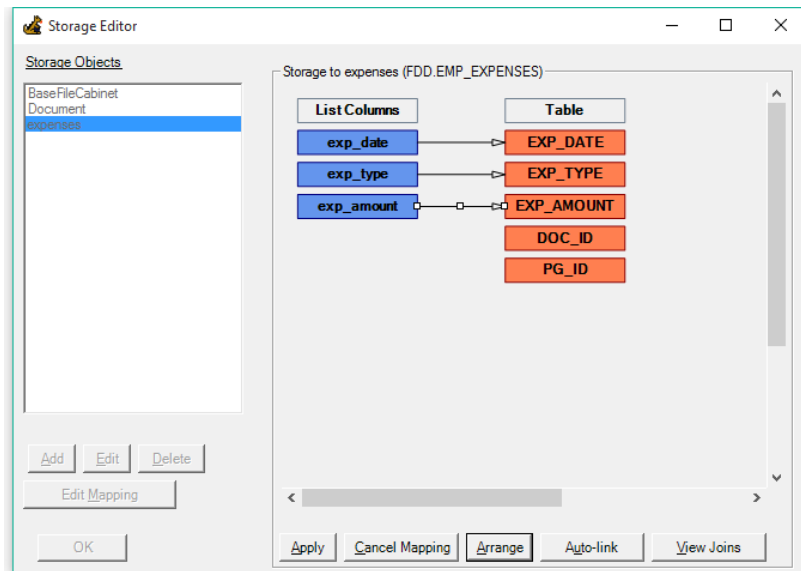 Storage Editor
Storage Objects
BaseFileCabinet
Document
expenses
Add Edit Delete
Edit Mapping
OK
Storage to expenses (FDD.EMP_EXPENSES)
List Columns Table
exp_date EXP_DATE
exp_type EXP_TYPE
exp_amount EXP_AMOUNT
DOC_ID
PG_ID
Apply Cancel Mapping Arrange Auto-link View Joins